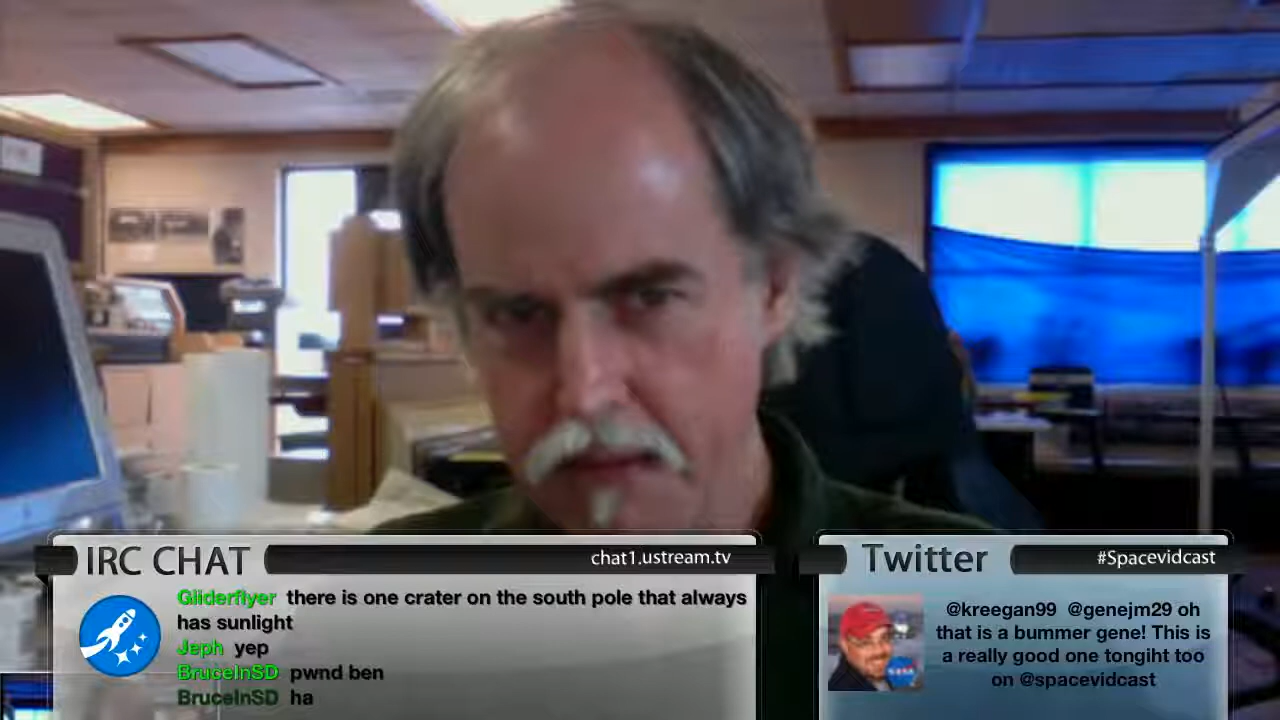 IRC CHAT
chat1.ustream.tv
Gliderflyer there is one crater on the south pole that always
has sunlight
Jeph yep
BruceInSD pwnd ben
BruceInSD ha
Twitter
#Spacevidcast
@kreegan99 @genejm29 oh
that is a bummer gene! This is
a really good one tongiht too
on @spacevidcast
NASA